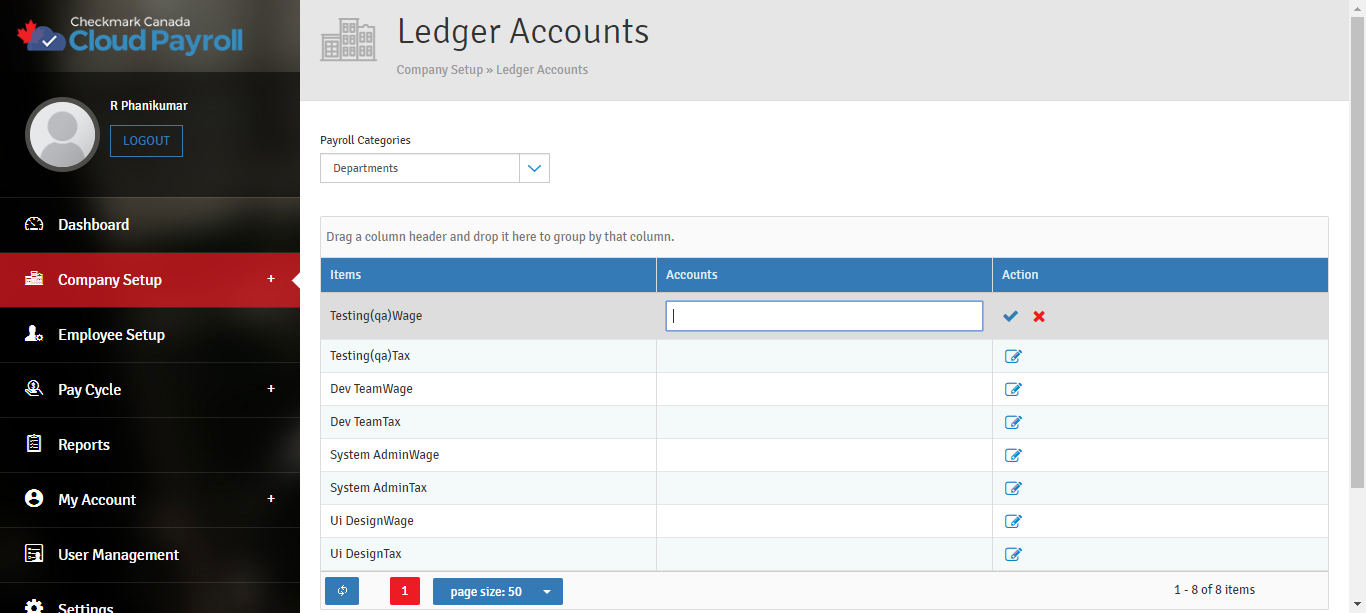 Checkmark Canada
Cloud Payroll
R Phanikumar
LOGOUT
Dashboard
Company Setup +
Employee Setup
Pay Cycle +
Reports
My Account +
User Management
Settings
Ledger Accounts
Company Setup » Ledger Accounts
Payroll Categories
Departments
Drag a column header and drop it here to group by that column.
Items Accounts Action
Testing(qa)Wage
Testing(qa)Tax
Dev TeamWage
Dev TeamTax
System AdminWage
System AdminTax
Ui DesignWage
Ui DesignTax
1 page size: 50 1 - 8 of 8 items